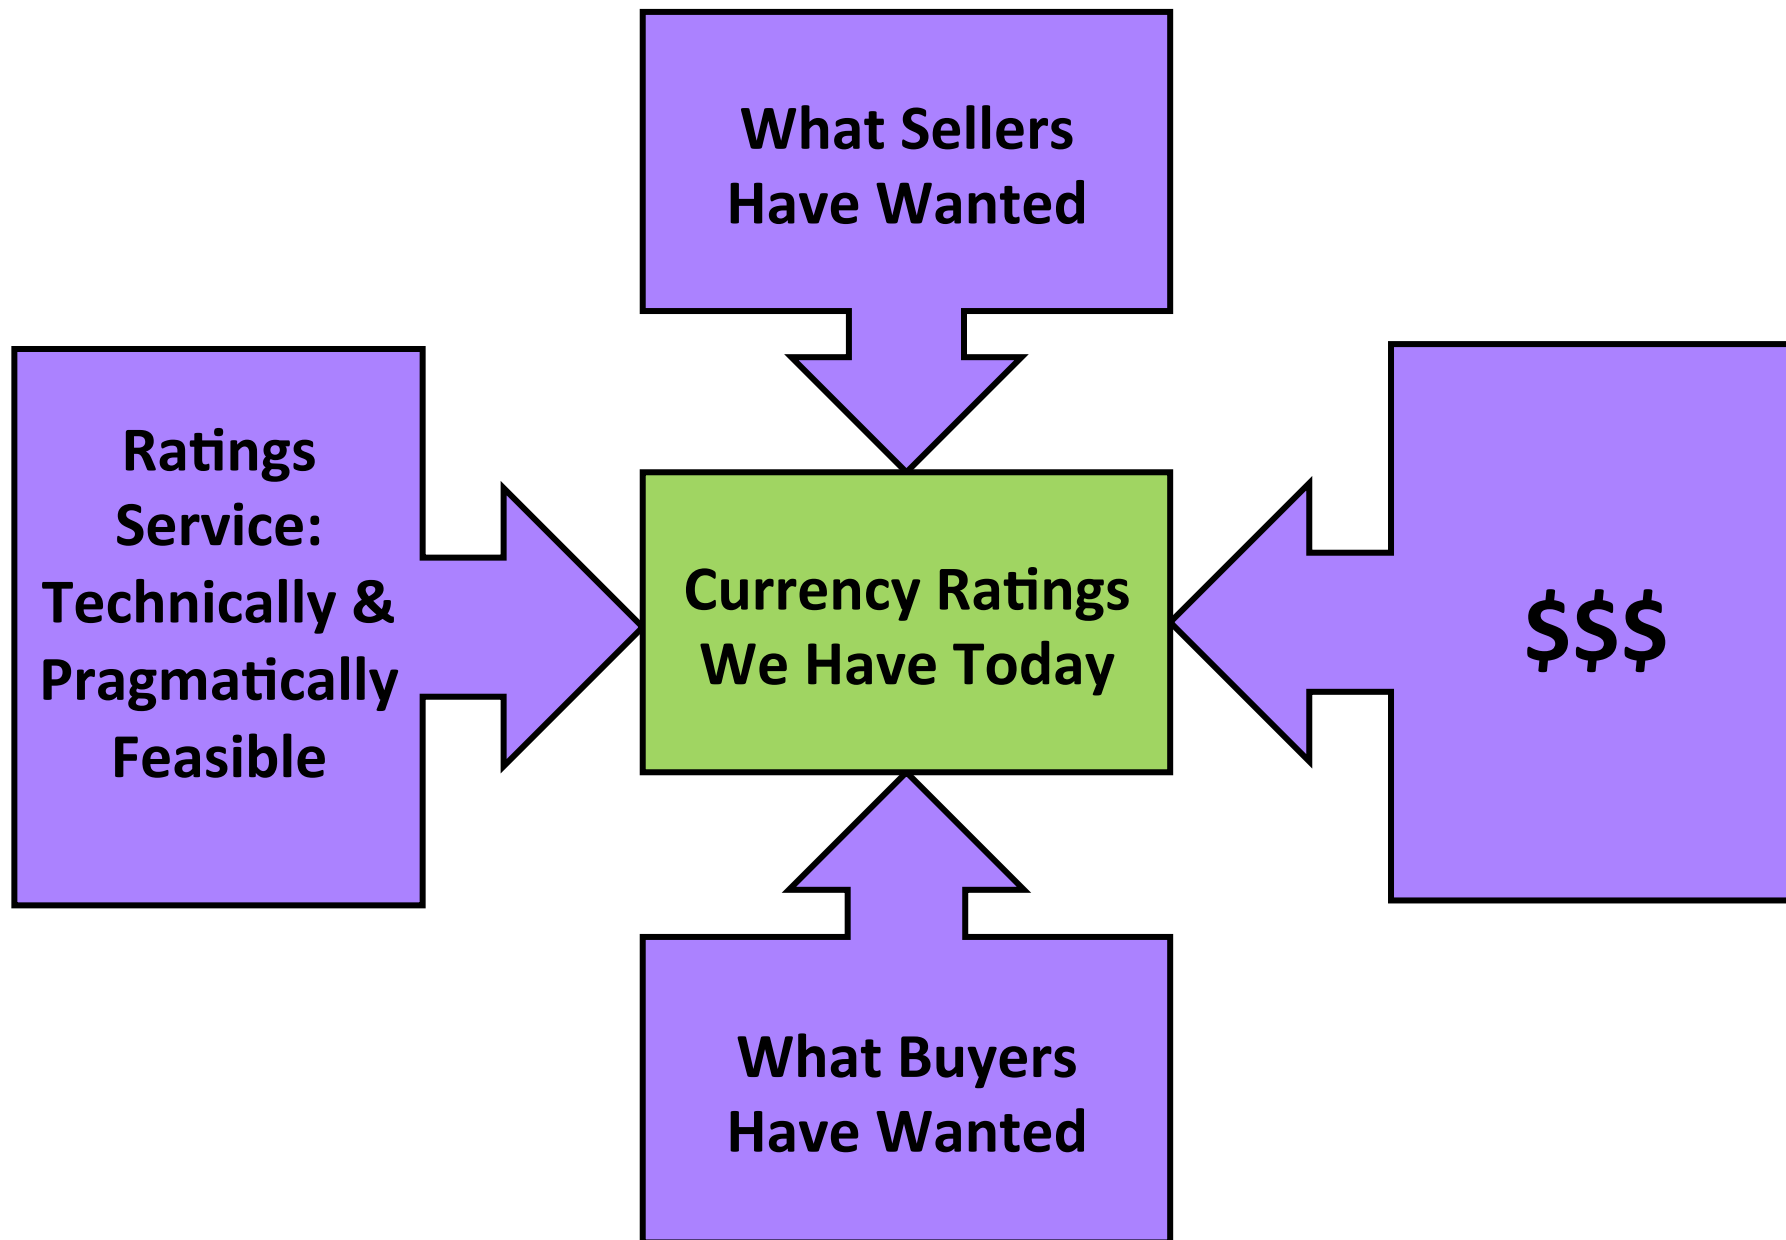 What Sellers
Have Wanted
Ratings
Service:
Technically &
Pragmatically
Feasible
Currency Ratings
We Have Today
$$$
What Buyers
Have Wanted